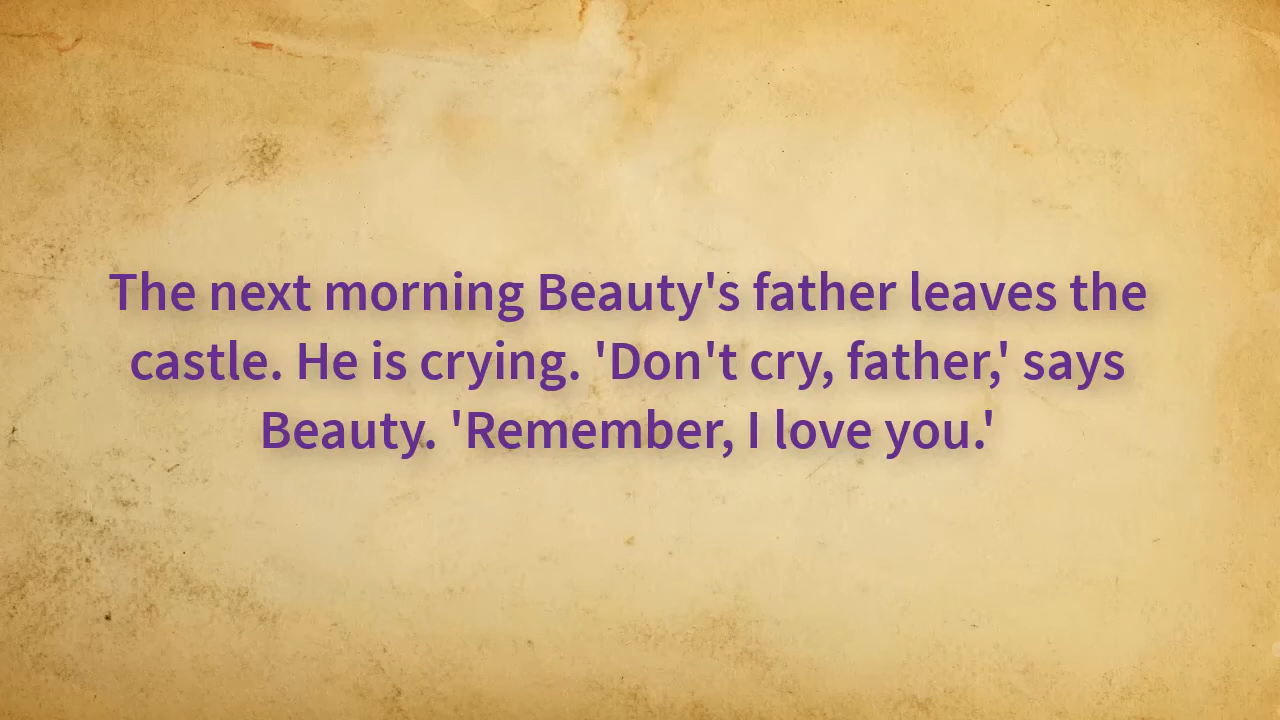 The next morning Beauty's father leaves the
castle. He is crying. 'Don't cry, father,' says
Beauty. 'Remember, I love you.'